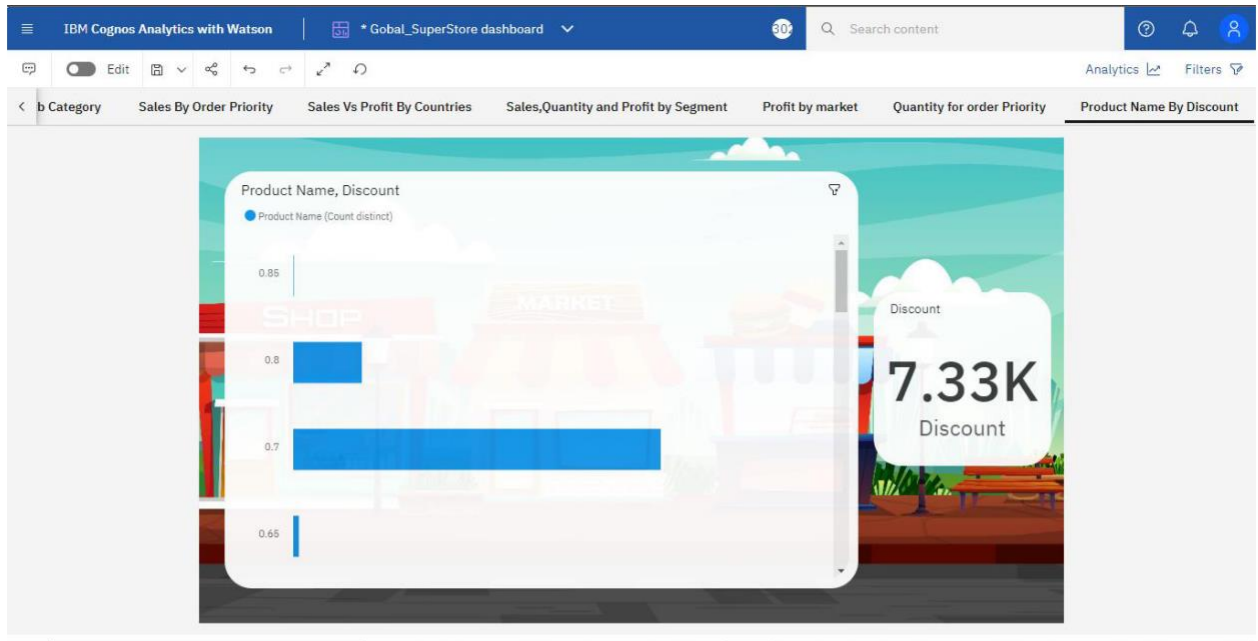 IBM Cognos Analytics with Watson
* Gobal_SuperStore dashboard
302
Search content
Edit
Analytics
Filters
b Category
Sales By Order Priority
Sales Vs Profit By Countries
Sales,Quantity and Profit by Segment
Profit by market
Quantity for order Priority
Product Name By Discount
Product Name, Discount
Product Name (Count distinct)
0.85
SHOP
MARKET
0.8
0.7
0.65
Discount
7.33K
Discount